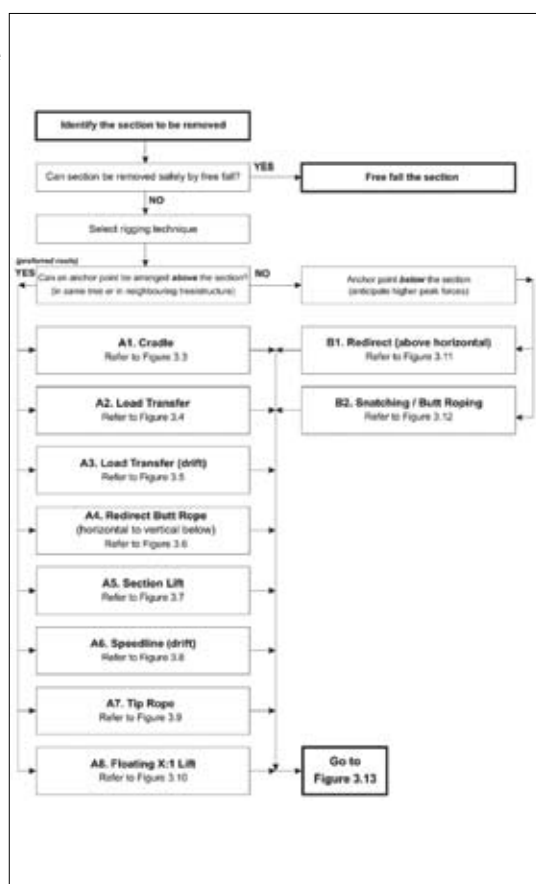 Identify the section to be removed
Can section be removed safely by free fall?
YES
Free fall the section
NO
Select rigging technique
(preferred route)
YES
Can an anchor point be arranged above the section?
(in same tree or in neighbouring tree/structure)
NO
Anchor point below the section
(anticipate higher peak forces)
A1. Cradle
Refer to Figure 3.3
B1. Redirect (above horizontal)
Refer to Figure 3.11
A2. Load Transfer
Refer to Figure 3.4
B2. Snatching / Butt Roping
Refer to Figure 3.12
A3. Load Transfer (drift)
Refer to Figure 3.5
A4. Redirect Butt Rope
(horizontal to vertical below)
Refer to Figure 3.6
A5. Section Lift
Refer to Figure 3.7
A6. Speedline (drift)
Refer to Figure 3.8
A7. Tip Rope
Refer to Figure 3.9
A8. Floating X:1 Lift
Refer to Figure 3.10
Go to
Figure 3.13